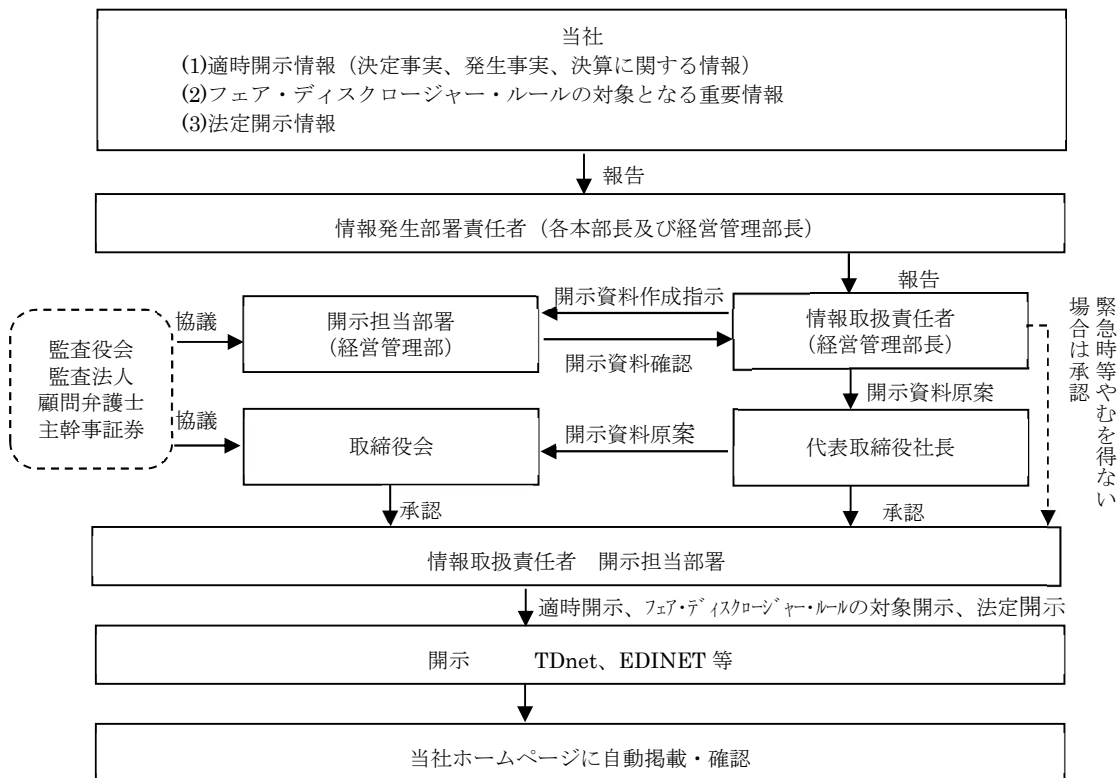 当社
(1)適時開示情報（決定事実、発生事実、決算に関する情報）
(2)フェア・ディスクロージャー・ルールの対象となる重要情報
(3)法定開示情報
報告
情報発生部署責任者（各本部長及び経営管理部長）
報告
開示資料作成指示
協議
開示担当部署
（経営管理部）
情報取扱責任者
（経営管理部長）
緊急時等やむを得ない
場合は承認
開示資料確認
監査役会
監査法人
顧問弁護士
主幹事証券
開示資料原案
協議
取締役会
開示資料原案
代表取締役社長
承認
承認
情報取扱責任者　開示担当部署
適時開示、ﾌｪｱ・ﾃﾞｨｽｸﾛｰｼﾞｬｰ・ﾙｰﾙの対象開示、法定開示
開示　TDnet、EDINET 等
当社ホームページに自動掲載・確認